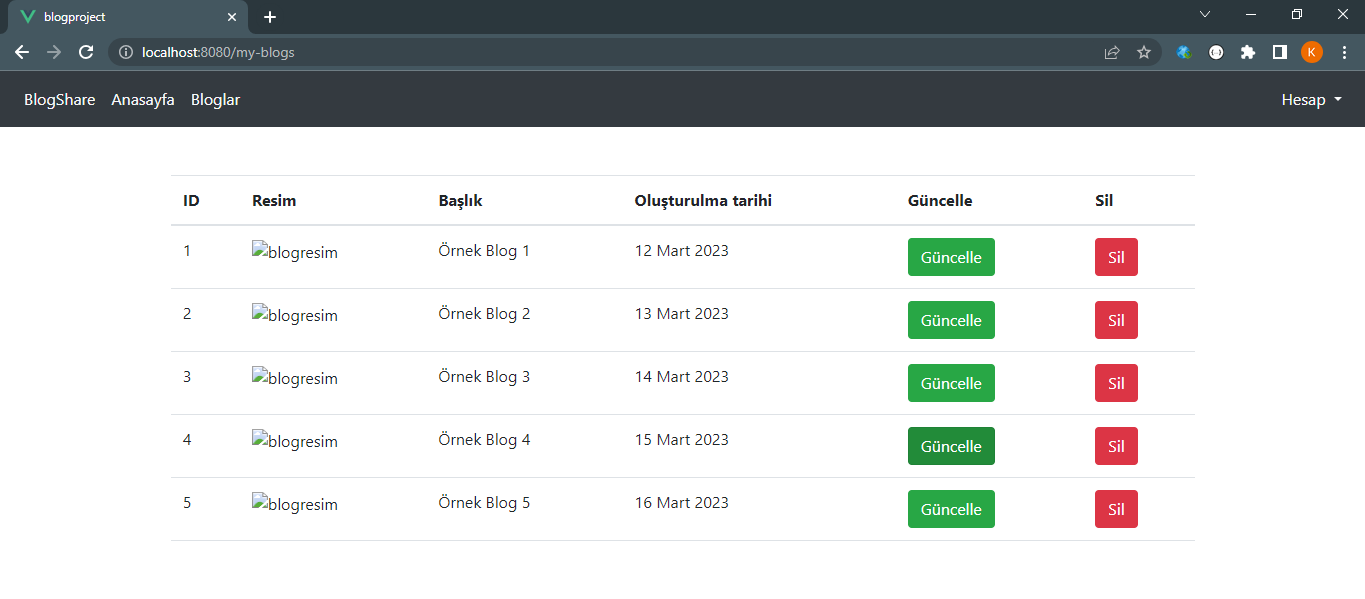 blogproject
localhost:8080/my-blogs
K
BlogShare Anasayfa Bloglar Hesap
ID Resim Başlık Oluşturulma tarihi Güncelle Sil
1 blogresim Örnek Blog 1 12 Mart 2023 Güncelle Sil
2 blogresim Örnek Blog 2 13 Mart 2023 Güncelle Sil
3 blogresim Örnek Blog 3 14 Mart 2023 Güncelle Sil
4 blogresim Örnek Blog 4 15 Mart 2023 Güncelle Sil
5 blogresim Örnek Blog 5 16 Mart 2023 Güncelle Sil